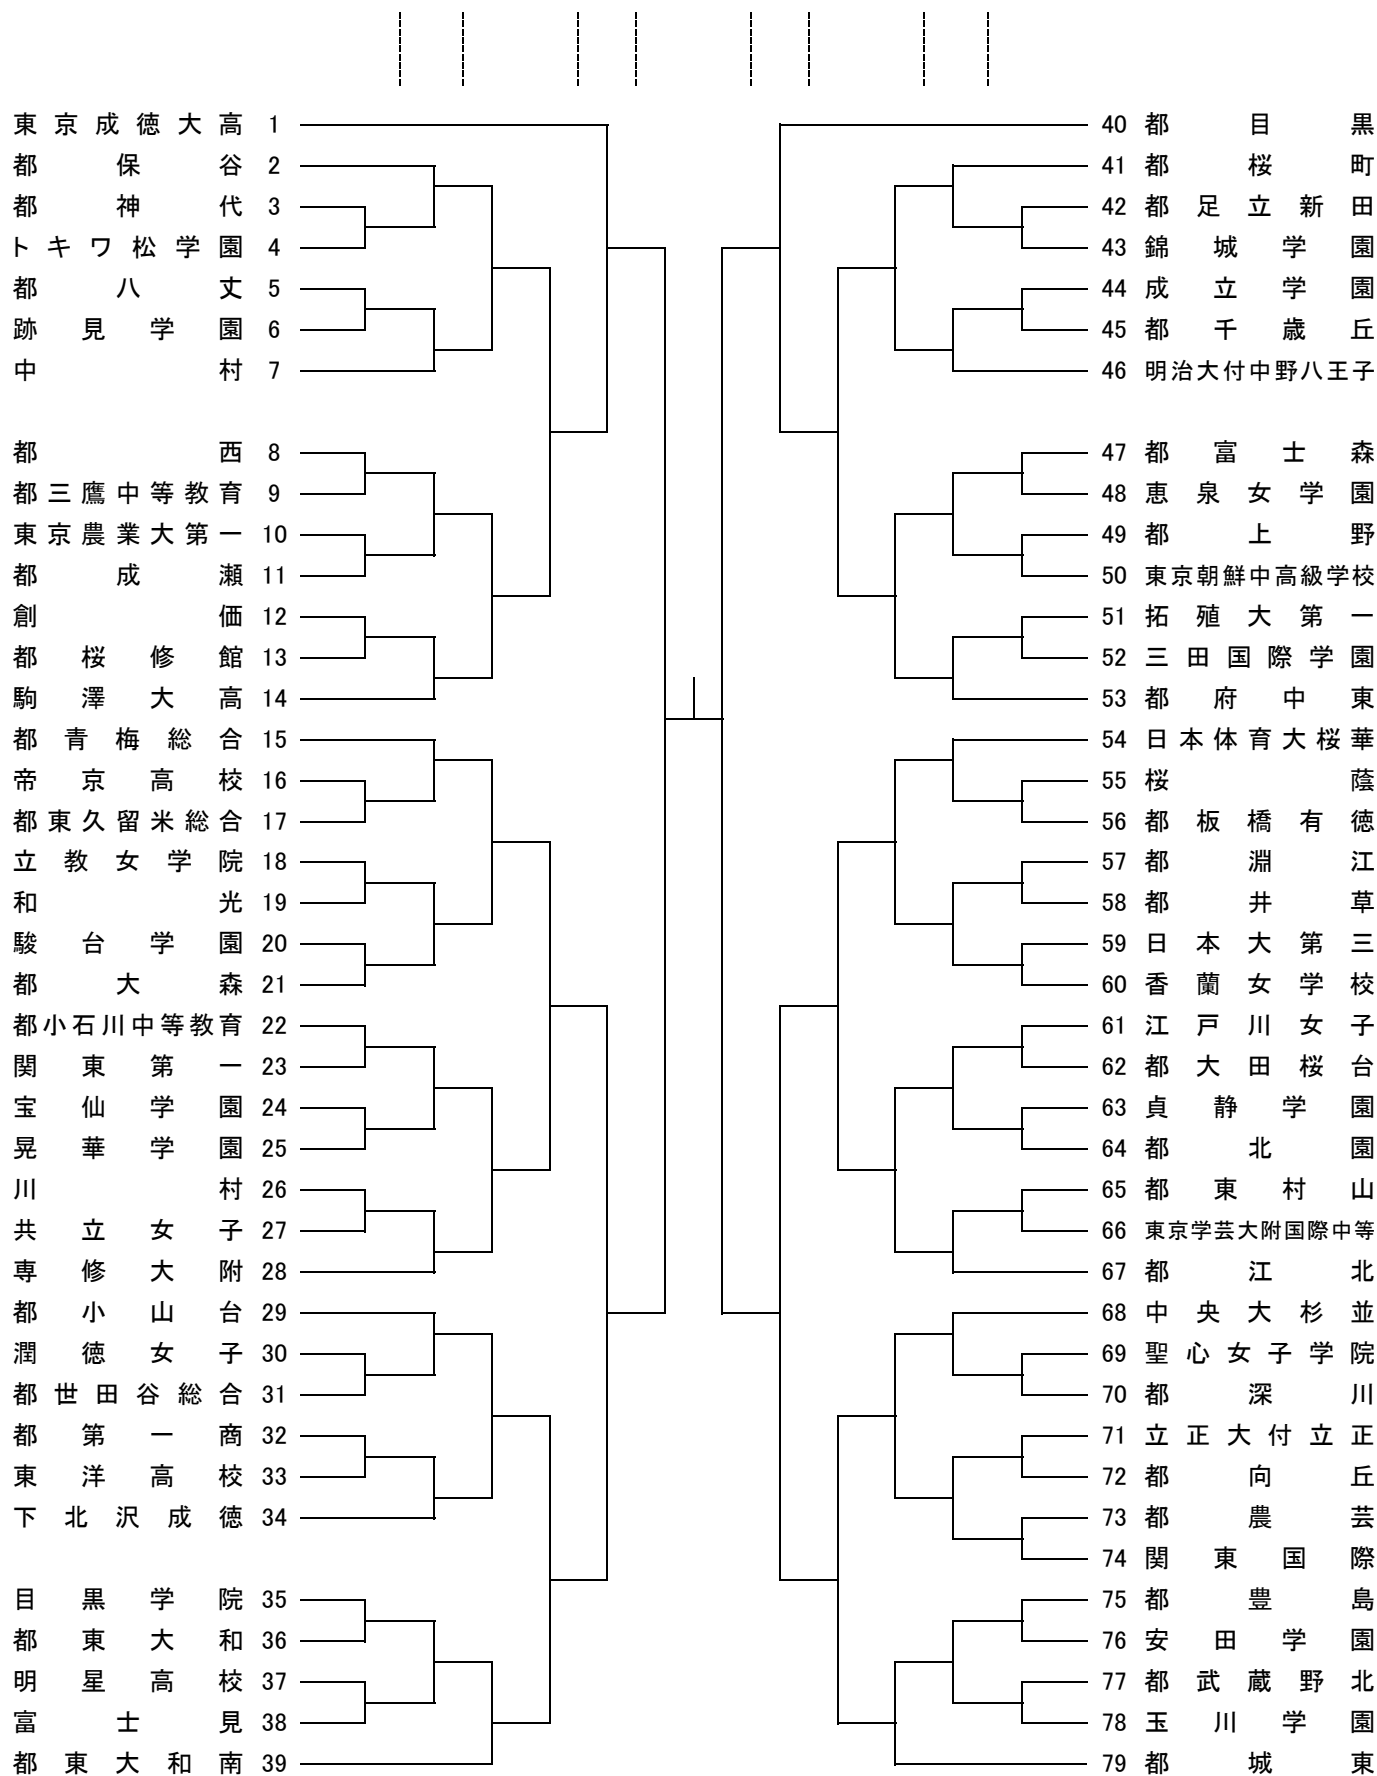 東京成徳大高 1
都保谷 2
都神代 3
トキワ松学園 4
都八丈 5
跡見学園 6
中村 7
都西 8
都三鷹中等教育 9
東京農業大第一 10
都成瀬 11
創価 12
都桜修館 13
駒澤大高 14
都青梅総合 15
帝京高校 16
都東久留米総合 17
立教女学院 18
和光 19
駿台学園 20
都大森 21
都小石川中等教育 22
関東第一 23
宝仙学園 24
晃華学園 25
川村 26
共立女子 27
専修大附 28
都小山台 29
潤徳女子 30
都世田谷総合 31
都第一商 32
東洋高校 33
下北沢成徳 34
目黒学院 35
都東大和 36
明星高校 37
富士見 38
都東大和南 39
40 都目黒
41 都桜町
42 都足立新田
43 錦城学園
44 成立学園
45 都千歳丘
46 明治大付中野八王子
47 都富士森
48 恵泉女学園
49 都上野
50 東京朝鮮中高級学校
51 拓殖大第一
52 三田国際学園
53 都府中東
54 日本体育大桜華
55 桜蔭
56 都板橋有徳
57 都淵江
58 都井草
59 日本大第三
60 香蘭女学校
61 江戸川女子
62 都大田桜台
63 貞静学園
64 都北園
65 都東村山
66 東京学芸大附国際中等
67 都江北
68 中央大杉並
69 聖心女子学院
70 都深川
71 立正大付立正
72 都向丘
73 都農芸
74 関東国際
75 都豊島
76 安田学園
77 都武蔵野北
78 玉川学園
79 都城東